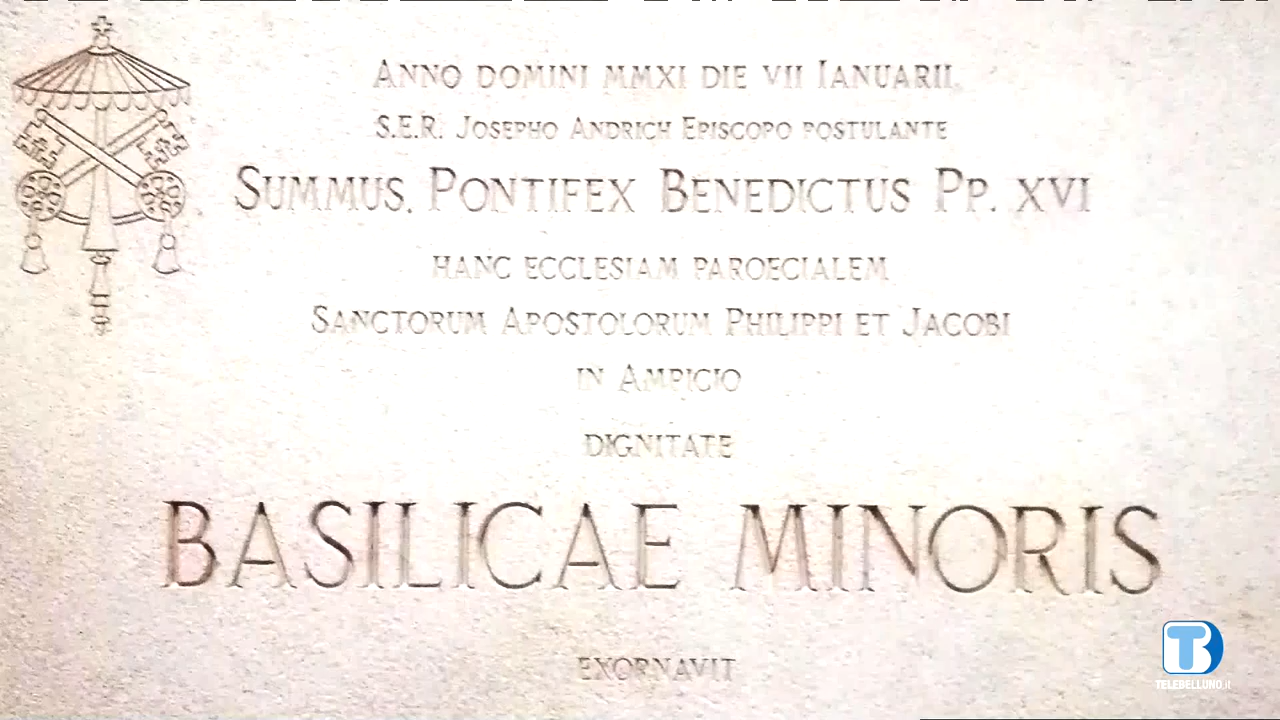 ANNO DOMINI MMXI DIE VII IANUARII
S.E.R. JOSEPHO ANDRICH EPISCOPO POSTULANTE
SUMMUS. PONTIFEX BENEDICTUS PP. XVI
HANC ECCLESIAM PAROECIALEM
SANCTORUM APOSTOLORUM PHILIPPI ET JACOBI
IN AMPICIO
DIGNITATE
BASILICAE MINORIS
EXORNAVIT
TELEBELLUNO.it